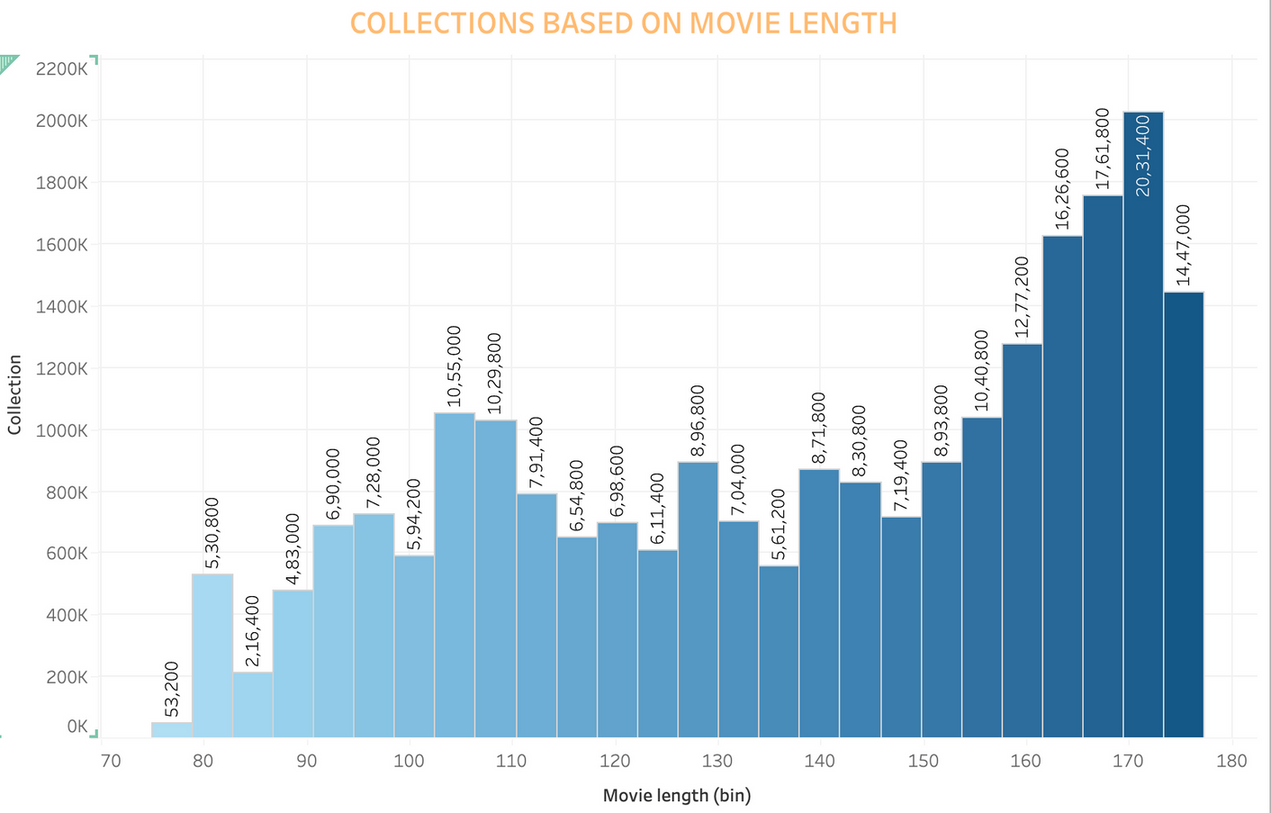 COLLECTIONS BASED ON MOVIE LENGTH
2200K
2000K
1800K
1600K
1400K
1200K
1000K
800K
600K
400K
200K
0K
Collection
53,200
5,30,800
2,16,400
4,83,000
6,90,000
7,28,000
5,94,200
10,55,000
10,29,800
7,91,400
6,54,800
6,98,600
6,11,400
8,96,800
7,04,000
5,61,200
8,71,800
8,30,800
7,19,400
8,93,800
10,40,800
12,77,200
16,26,600
17,61,800
20,31,400
14,47,000
70 80 90 100 110 120 130 140 150 160 170 180
Movie length (bin)